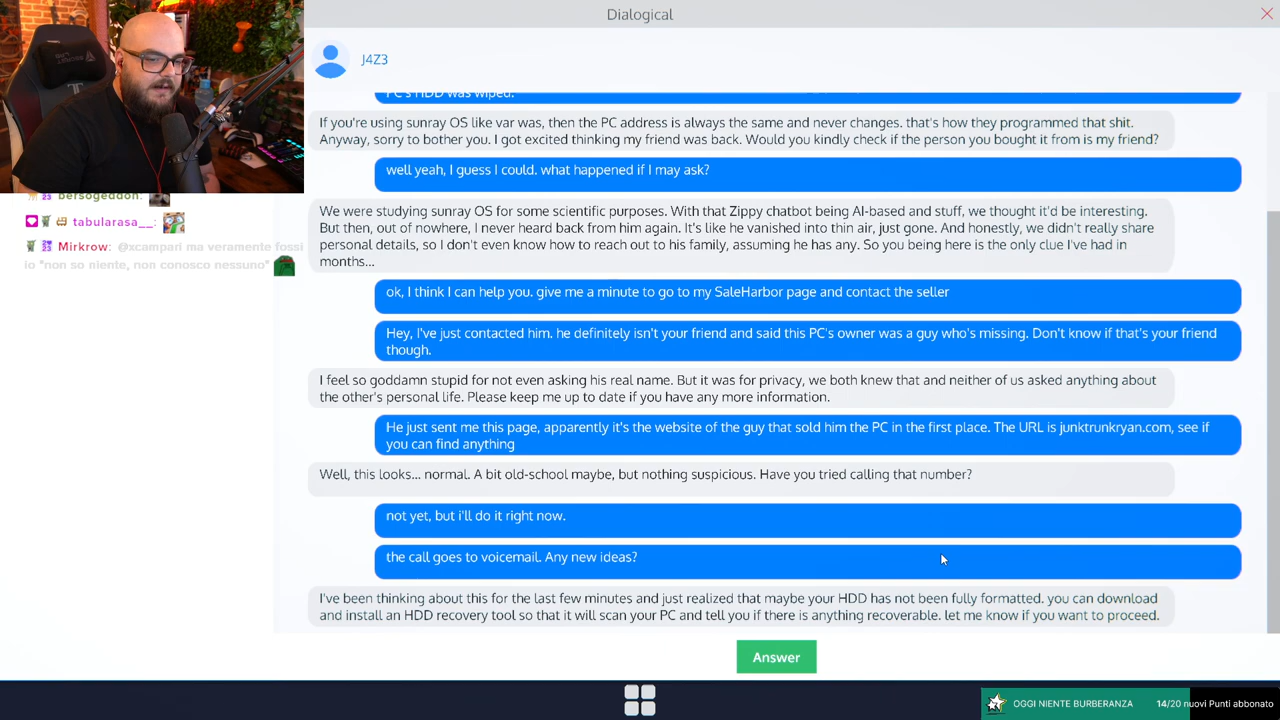 Dialogical
J4Z3
PC's HDD was wiped.
If you're using sunray OS like var was, then the PC address is always the same and never changes. that's how they programmed that shit.
Anyway, sorry to bother you. I got excited thinking my friend was back. Would you kindly check if the person you bought it from is my friend?
well yeah, I guess I could. what happened if I may ask?
We were studying sunray OS for some scientific purposes. With that Zippy chatbot being AI-based and stuff, we thought it'd be interesting.
But then, out of nowhere, I never heard back from him again. It's like he vanished into thin air, just gone. And honestly, we didn't really share
personal details, so I don't even know how to reach out to his family, assuming he has any. So you being here is the only clue I've had in
months...
ok, I think I can help you. give me a minute to go to my SaleHarbor page and contact the seller
Hey, I've just contacted him. he definitely isn't your friend and said this PC's owner was a guy who's missing. Don't know if that's your friend
though.
I feel so goddamn stupid for not even asking his real name. But it was for privacy, we both knew that and neither of us asked anything about
the other's personal life. Please keep me up to date if you have any more information.
He just sent me this page, apparently it's the website of the guy that sold him the PC in the first place. The URL is junktrunkryan.com, see if
you can find anything
Well, this looks... normal. A bit old-school maybe, but nothing suspicious. Have you tried calling that number?
not yet, but i'll do it right now.
the call goes to voicemail. Any new ideas?
I've been thinking about this for the last few minutes and just realized that maybe your HDD has not been fully formatted. you can download
and install an HDD recovery tool so that it will scan your PC and tell you if there is anything recoverable. let me know if you want to proceed.
Answer
bersogeddon:
tabularasa__:
Mirkrow: @xcampari ma veramente fossi
io "non so niente, non conosco nessuno"
OGGI NIENTE BURBERANZA
14/20 nuovi Punti abbonato